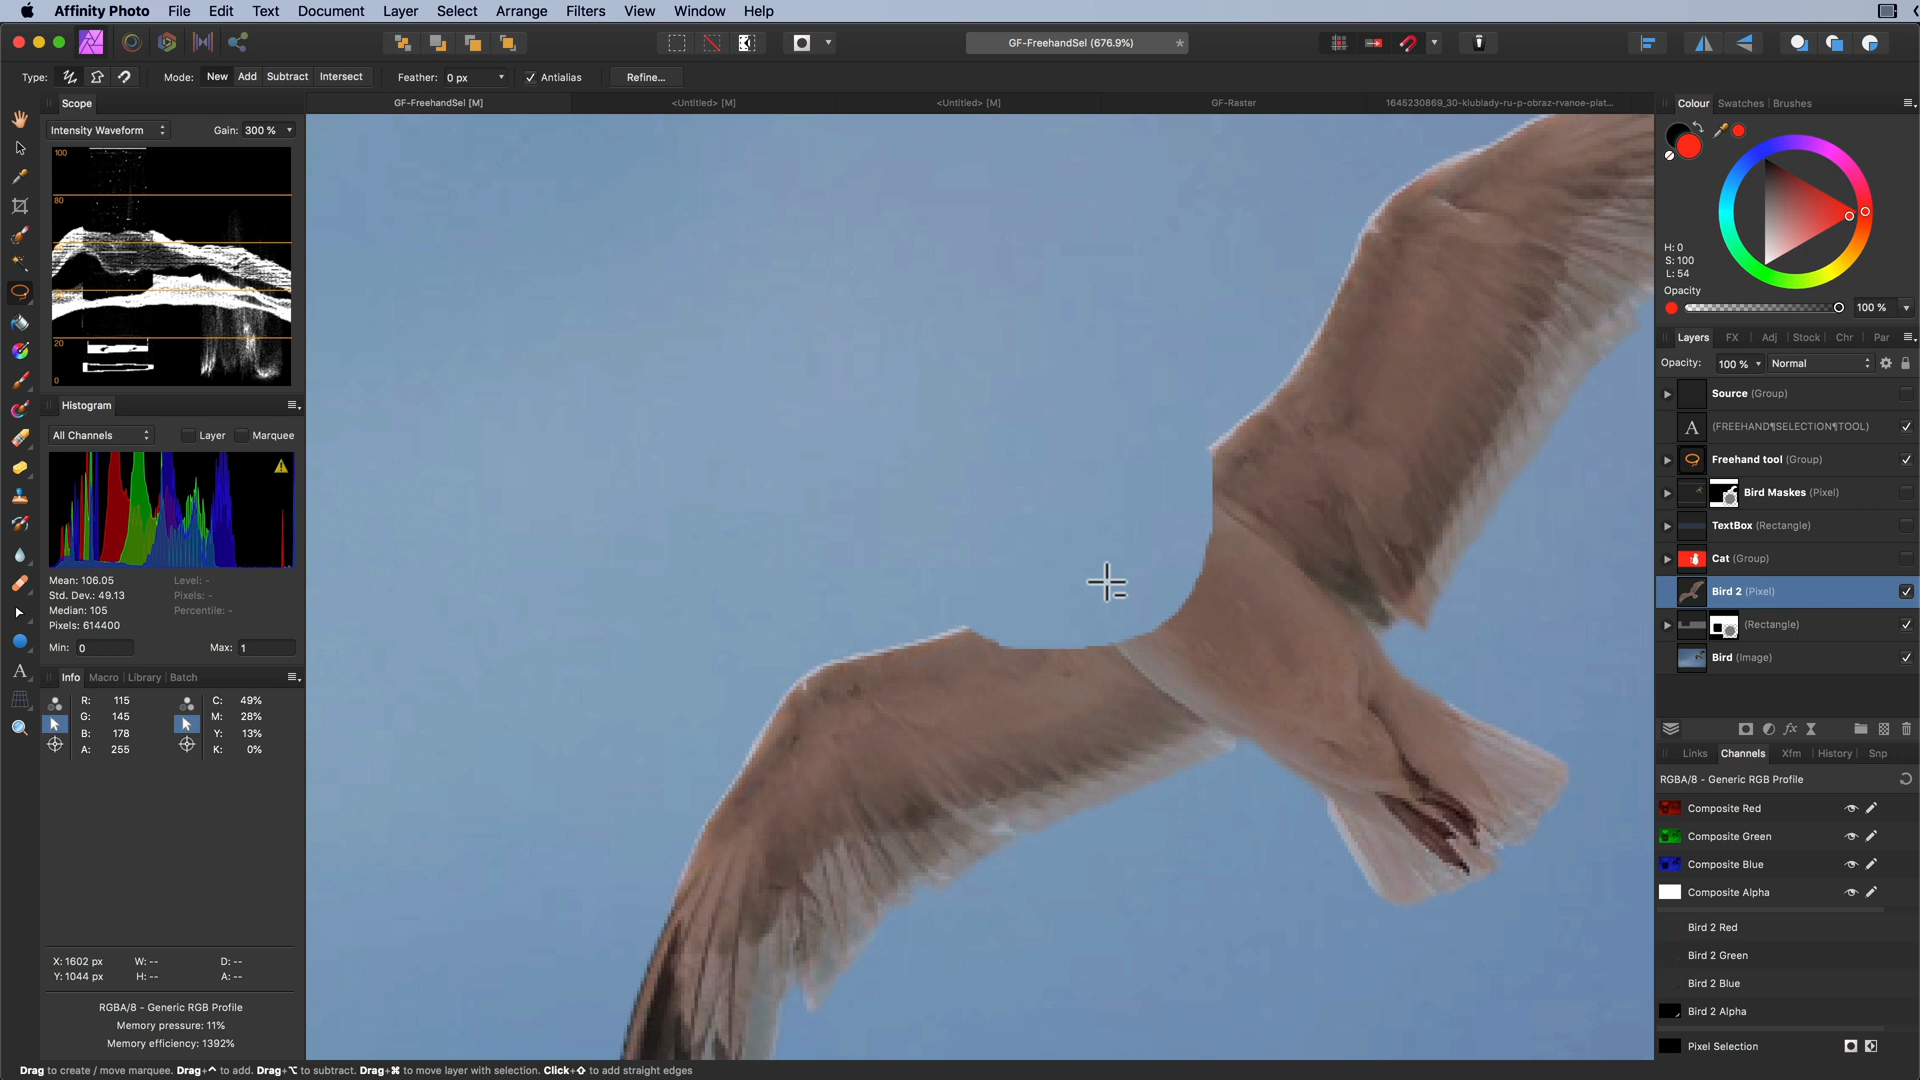 Affinity Photo File Edit Text Document Layer Select Arrange Filters View Window Help
GF-FreehandSel (676.9%)
Type: Mode: New Add Subtract Intersect Feather: 0 px Antialias Refine...
GF-FreehandSel [M] <Untitled> [M] <Untitled> [M] GF-Raster 1645230869_30-klublady-ru-p-obraz-rvanoe-plat...
Scope
Intensity Waveform Gain: 300 %
100
80
20
0
Histogram
All Channels Layer Marquee
Mean: 106.05 Level: -
Std. Dev.: 49.13 Pixels: -
Median: 105 Percentile: -
Pixels: 614400
Min: 0 Max: 1
Info Macro Library Batch
R: 115 C: 49%
G: 145 M: 28%
B: 178 Y: 13%
A: 255 K: 0%
X: 1602 px W: -- D: --
Y: 1044 px H: -- A: --
RGBA/8 - Generic RGB Profile
Memory pressure: 11%
Memory efficiency: 1392%
Drag to create / move marquee. Drag+⌃ to add. Drag+⌥ to subtract. Drag+⌘ to move layer with selection. Click+⇧ to add straight edges
Colour Swatches Brushes
H: 0
S: 100
L: 54
Opacity
100 %
Layers FX Adj Stock Chr Par
Opacity: 100 % Normal
Source (Group)
A (FREEHAND¶SELECTION¶TOOL)
Freehand tool (Group)
Bird Maskes (Pixel)
TextBox (Rectangle)
Cat (Group)
Bird 2 (Pixel)
(Rectangle)
Bird (Image)
Links Channels Xfm History Snp
RGBA/8 - Generic RGB Profile
Composite Red
Composite Green
Composite Blue
Composite Alpha
Bird 2 Red
Bird 2 Green
Bird 2 Blue
Bird 2 Alpha
Pixel Selection